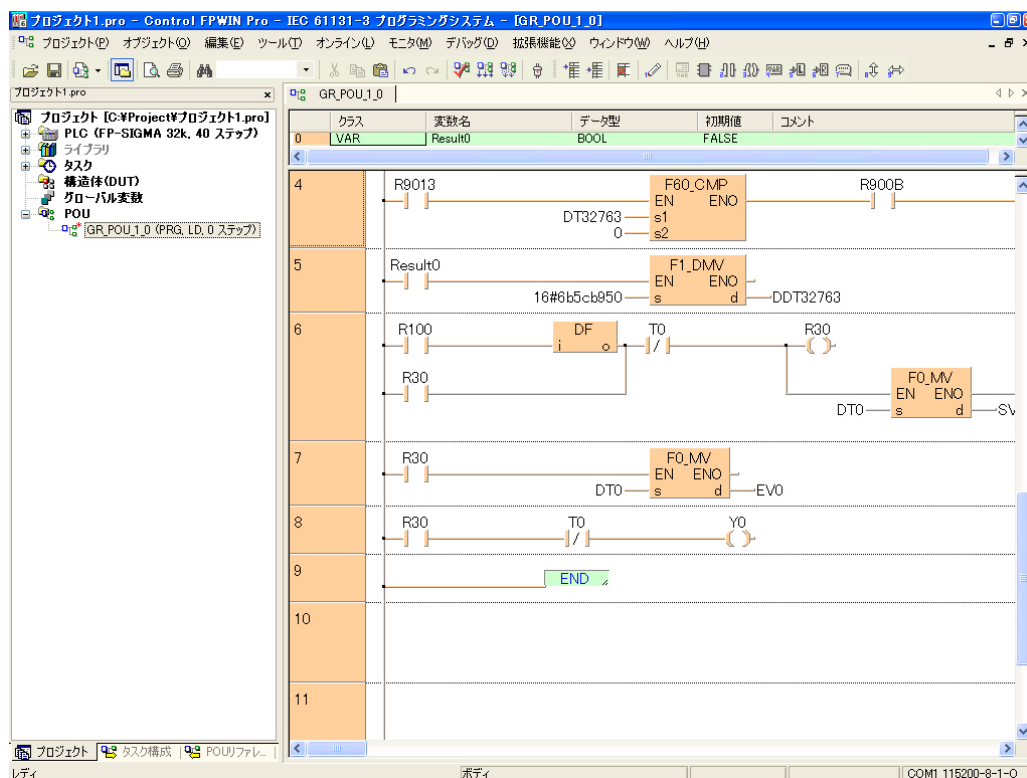 プロジェクト1.pro - Control FPWIN Pro - IEC 61131-3 プログラミングシステム - [GR_POU_1_0]
プロジェクト(P) オブジェクト(O) 編集(E) ツール(T) オンライン(L) モニタ(M) デバッグ(D) 拡張機能(X) ウィンドウ(W) ヘルプ(H)
プロジェクト1.pro
プロジェクト [C:¥Project¥プロジェクト1.pro]
PLC (FP-SIGMA 32k, 40 ステップ)
ライブラリ
タスク
構造体(DUT)
グローバル変数
POU
GR_POU_1_0 (PRG, LD, 0 ステップ)
プロジェクト タスク構成 POUリファレ...
GR_POU_1_0
クラス 変数名 データ型 初期値 コメント
0 VAR Result0 BOOL FALSE
4
R9013 F60_CMP R900B
EN ENO
DT32763 s1
0 s2
5
Result0 F1_DMV
EN ENO
16#6b5cb950 s d DDT32763
6
R100 DF T0 R30
i o
R30 F0_MV
EN ENO
DT0 s d SV
7
R30 F0_MV
EN ENO
DT0 s d EV0
8
R30 T0 Y0
9
END
10
11
レディ ボディ COM1 115200-8-1-O